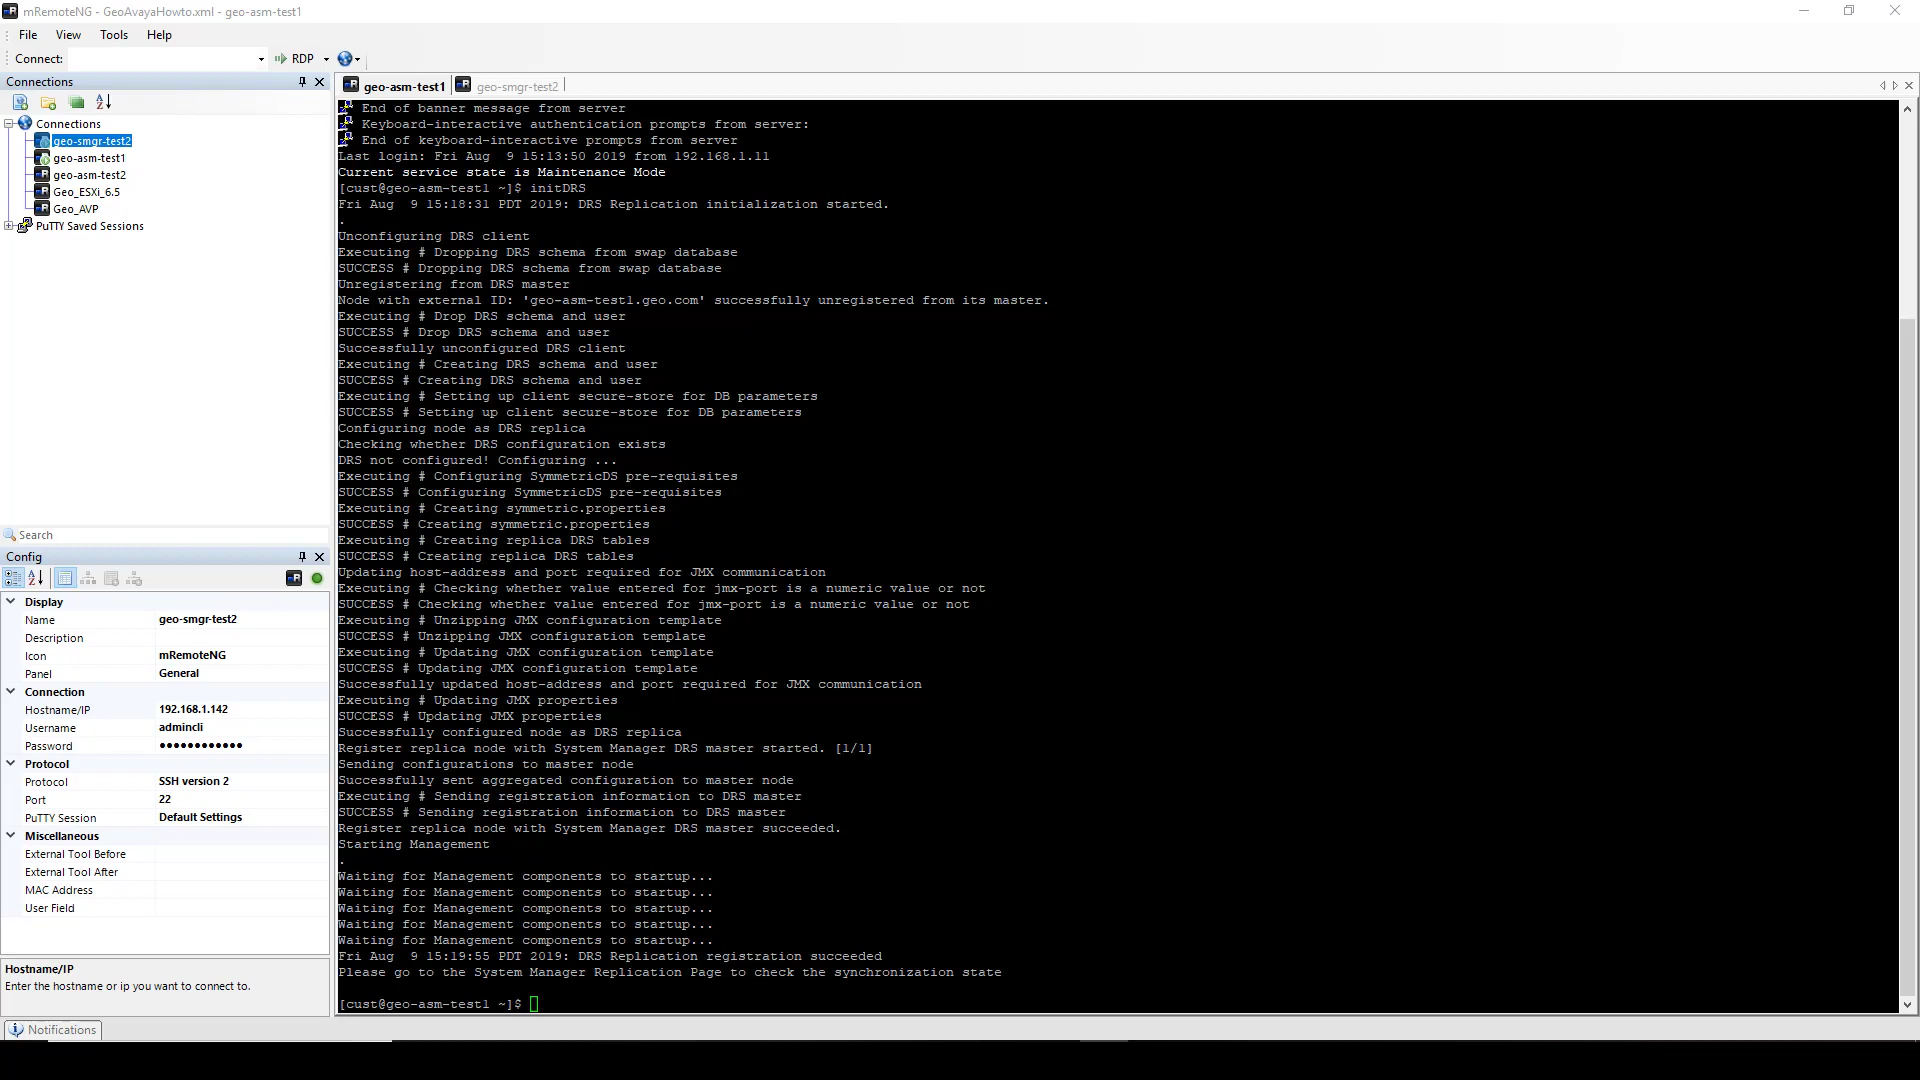 mRemoteNG - GeoAvayaHowto.xml - geo-asm-test1
File View Tools Help
Connect: RDP
Connections
Connections
geo-smgr-test2
geo-asm-test1
geo-asm-test2
Geo_ESXi_6.5
Geo_AVP
PuTTY Saved Sessions
Search
Config
Display
Name geo-smgr-test2
Description
Icon mRemoteNG
Panel General
Connection
Hostname/IP 192.168.1.142
Username admincli
Password ●●●●●●●●●●●●
Protocol
Protocol SSH version 2
Port 22
PuTTY Session Default Settings
Miscellaneous
External Tool Before
External Tool After
MAC Address
User Field
Hostname/IP
Enter the hostname or ip you want to connect to.
Notifications
geo-asm-test1 geo-smgr-test2
End of banner message from server
Keyboard-interactive authentication prompts from server:
End of keyboard-interactive prompts from server
Last login: Fri Aug  9 15:13:50 2019 from 192.168.1.11
Current service state is Maintenance Mode
[cust@geo-asm-test1 ~]$ initDRS
Fri Aug  9 15:18:31 PDT 2019: DRS Replication initialization started.
.
Unconfiguring DRS client
Executing # Dropping DRS schema from swap database
SUCCESS # Dropping DRS schema from swap database
Unregistering from DRS master
Node with external ID: 'geo-asm-test1.geo.com' successfully unregistered from its master.
Executing # Drop DRS schema and user
SUCCESS # Drop DRS schema and user
Successfully unconfigured DRS client
Executing # Creating DRS schema and user
SUCCESS # Creating DRS schema and user
Executing # Setting up client secure-store for DB parameters
SUCCESS # Setting up client secure-store for DB parameters
Configuring node as DRS replica
Checking whether DRS configuration exists
DRS not configured! Configuring ...
Executing # Configuring SymmetricDS pre-requisites
SUCCESS # Configuring SymmetricDS pre-requisites
Executing # Creating symmetric.properties
SUCCESS # Creating symmetric.properties
Executing # Creating replica DRS tables
SUCCESS # Creating replica DRS tables
Updating host-address and port required for JMX communication
Executing # Checking whether value entered for jmx-port is a numeric value or not
SUCCESS # Checking whether value entered for jmx-port is a numeric value or not
Executing # Unzipping JMX configuration template
SUCCESS # Unzipping JMX configuration template
Executing # Updating JMX configuration template
SUCCESS # Updating JMX configuration template
Successfully updated host-address and port required for JMX communication
Executing # Updating JMX properties
SUCCESS # Updating JMX properties
Successfully configured node as DRS replica
Register replica node with System Manager DRS master started. [1/1]
Sending configurations to master node
Successfully sent aggregated configuration to master node
Executing # Sending registration information to DRS master
SUCCESS # Sending registration information to DRS master
Register replica node with System Manager DRS master succeeded.
Starting Management
.
Waiting for Management components to startup...
Waiting for Management components to startup...
Waiting for Management components to startup...
Waiting for Management components to startup...
Waiting for Management components to startup...
Fri Aug  9 15:19:55 PDT 2019: DRS Replication registration succeeded
Please go to the System Manager Replication Page to check the synchronization state
[cust@geo-asm-test1 ~]$